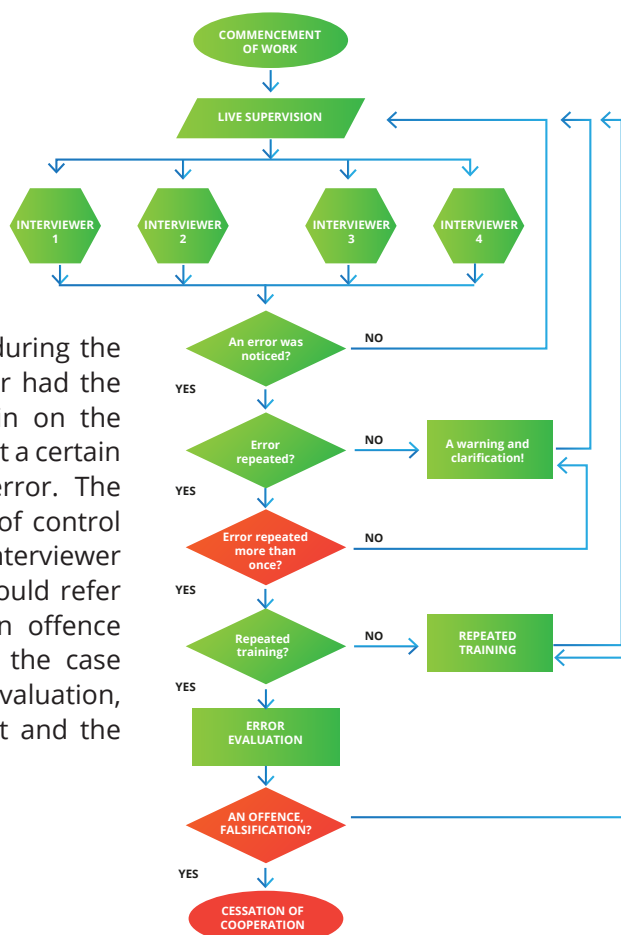 COMMENCEMENT
OF WORK
LIVE SUPERVISION
INTERVIEWER
1
INTERVIEWER
2
INTERVIEWER
3
INTERVIEWER
4
An error was
noticed?
NO
YES
Error
repeated?
NO
A warning and
clarification!
YES
Error repeated
more than
once?
NO
YES
Repeated
training?
NO
REPEATED
TRAINING
YES
ERROR
EVALUATION
AN OFFENCE,
FALSIFICATION?
YES
CESSATION OF
COOPERATION
during the
r had the
in on the
t a certain
error. The
of control
nterviewer
ould refer
n offence
the case
valuation,
t and the